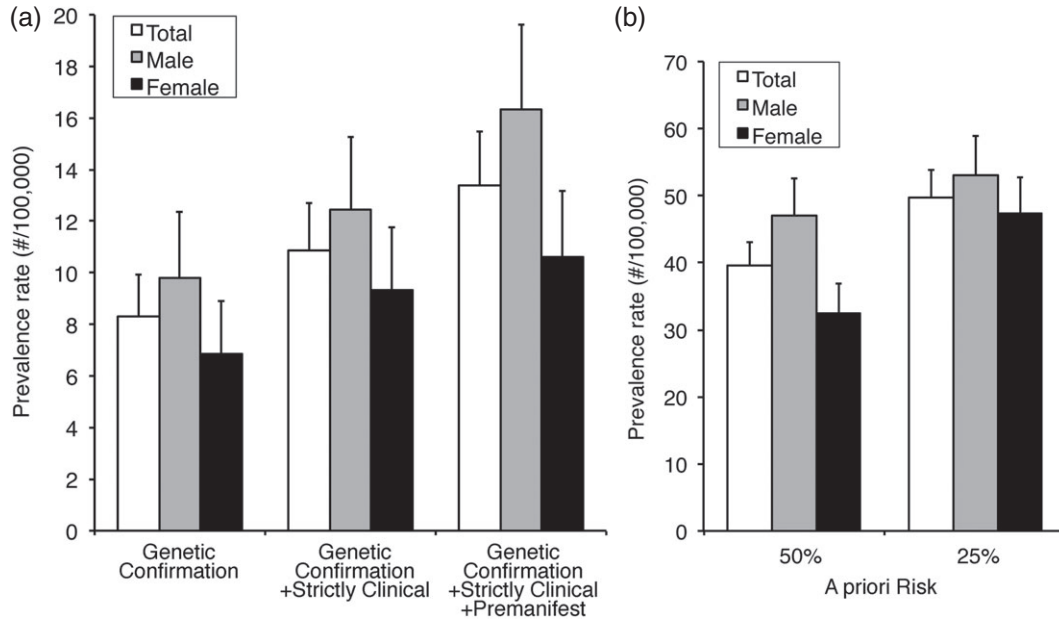 (a)
Prevalence rate (#/100,000)
20
18
16
14
12
10
8
6
4
2
0
Total
Male
Female
Genetic
Confirmation
Genetic
Confirmation
+Strictly Clinical
Genetic
Confirmation
+Strictly Clinical
+Premanifest
(b)
Prevalence rate (#/100,000)
70
60
50
40
30
20
10
0
Total
Male
Female
50%
25%
A priori Risk